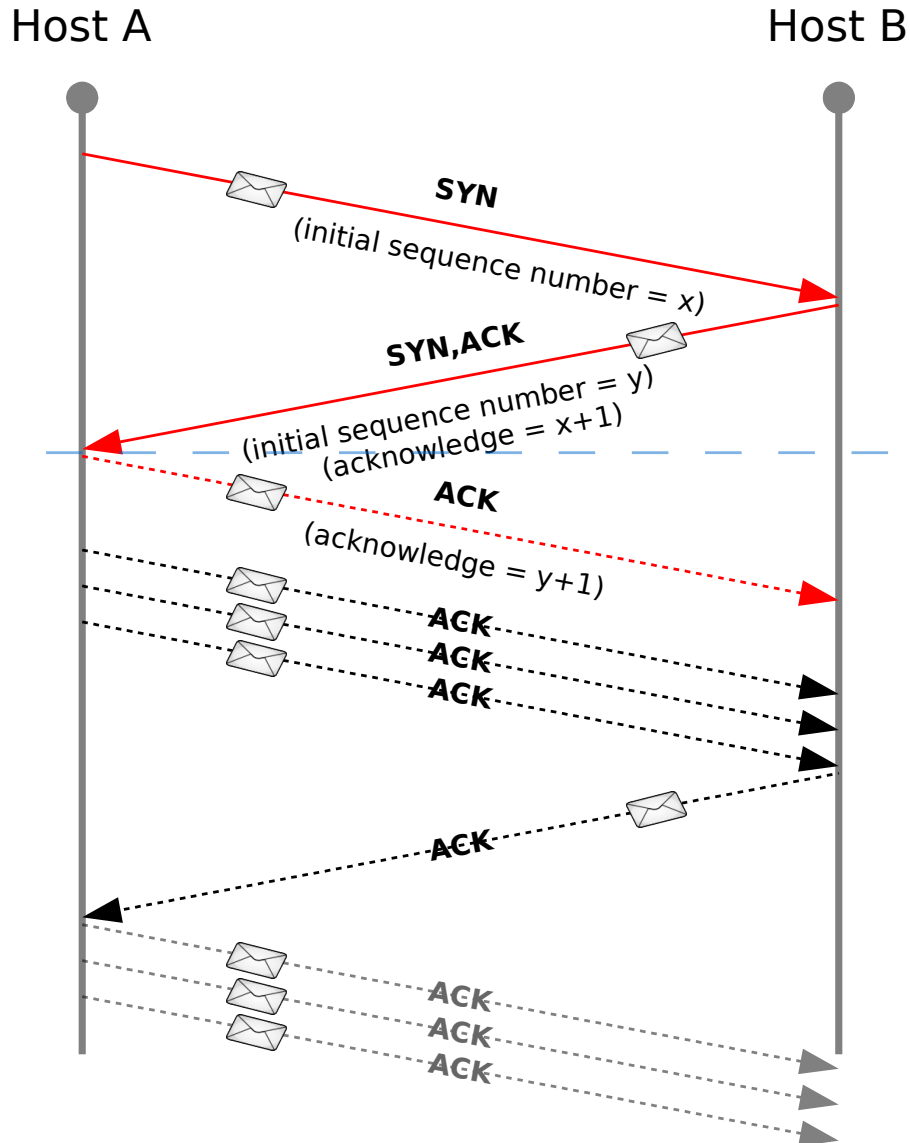 Host A
Host B
SYN
(initial sequence number = x)
SYN,ACK
(initial sequence number = y)
(acknowledge = x+1)
ACK
(acknowledge = y+1)
ACK
ACK
ACK
ACK
ACK
ACK
ACK